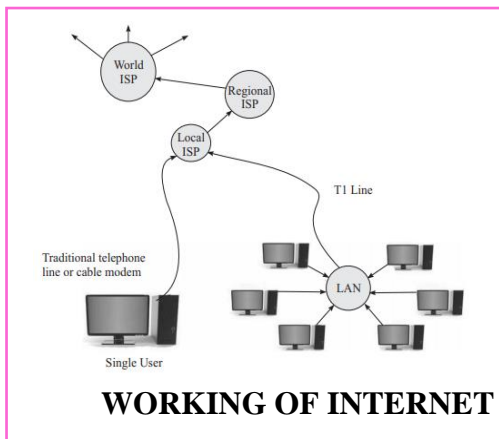 World
ISP
Regional
ISP
Local
ISP
T1 Line
Traditional telephone
line or cable modem
LAN
Single User
WORKING OF INTERNET